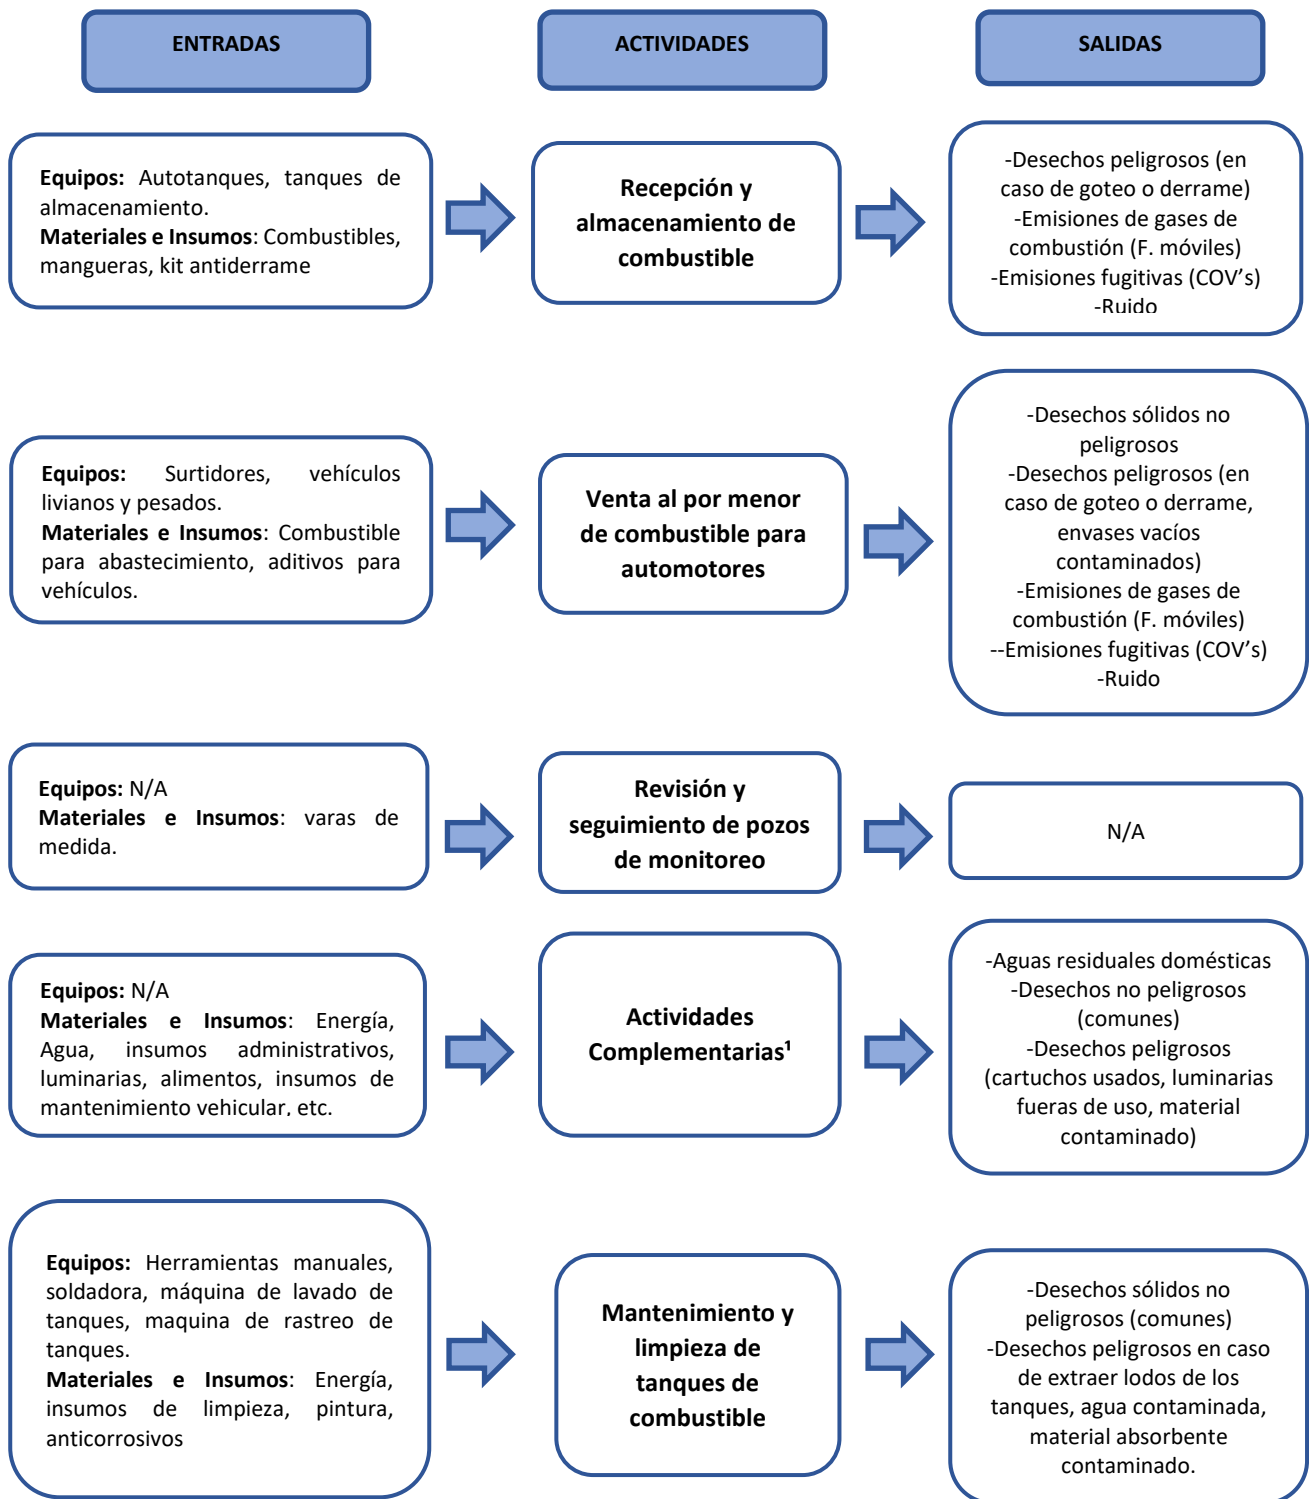 ENTRADAS
ACTIVIDADES
SALIDAS
Equipos: Autotanques, tanques de
almacenamiento.
Materiales e Insumos: Combustibles,
mangueras, kit antiderrame
Recepción y
almacenamiento de
combustible
-Desechos peligrosos (en
caso de goteo o derrame)
-Emisiones de gases de
combustión (F. móviles)
-Emisiones fugitivas (COV’s)
-Ruido
Equipos: Surtidores, vehículos
livianos y pesados.
Materiales e Insumos: Combustible
para abastecimiento, aditivos para
vehículos.
Venta al por menor
de combustible para
automotores
-Desechos sólidos no
peligrosos
-Desechos peligrosos (en
caso de goteo o derrame,
envases vacíos
contaminados)
-Emisiones de gases de
combustión (F. móviles)
--Emisiones fugitivas (COV’s)
-Ruido
Equipos: N/A
Materiales e Insumos: varas de
medida.
Revisión y
seguimiento de pozos
de monitoreo
N/A
Equipos: N/A
Materiales e Insumos: Energía,
Agua, insumos administrativos,
luminarias, alimentos, insumos de
mantenimiento vehicular, etc.
Actividades
Complementarias¹
-Aguas residuales domésticas
-Desechos no peligrosos
(comunes)
-Desechos peligrosos
(cartuchos usados, luminarias
fueras de uso, material
contaminado)
Equipos: Herramientas manuales,
soldadora, máquina de lavado de
tanques, maquina de rastreo de
tanques.
Materiales e Insumos: Energía,
insumos de limpieza, pintura,
anticorrosivos
Mantenimiento y
limpieza de
tanques de
combustible
-Desechos sólidos no
peligrosos (comunes)
-Desechos peligrosos en caso
de extraer lodos de los
tanques, agua contaminada,
material absorbente
contaminado.